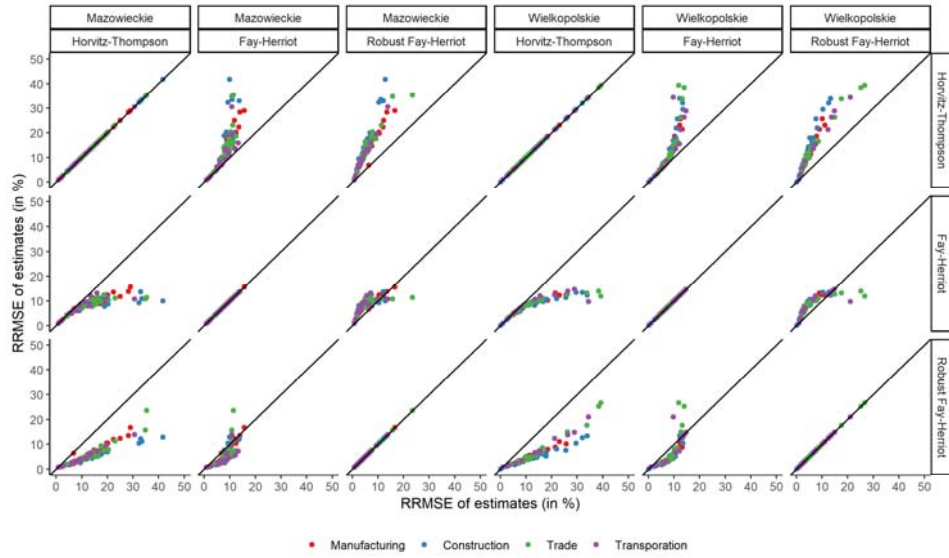 Mazowieckie Mazowieckie Mazowieckie Wielkopolskie Wielkopolskie Wielkopolskie
Horvitz-Thompson Fay-Herriot Robust Fay-Herriot Horvitz-Thompson Fay-Herriot Robust Fay-Herriot
50
40
30
20
10
0
Horvitz-Thompson
50
40
30
20
10
0
Fay-Herriot
50
40
30
20
10
0
Robust Fay-Herriot
RRMSE of estimates (in %)
0 10 20 30 40 50 0 10 20 30 40 50 0 10 20 30 40 50 0 10 20 30 40 50 0 10 20 30 40 50 0 10 20 30 40 50
RRMSE of estimates (in %)
Manufacturing Construction Trade Transporation